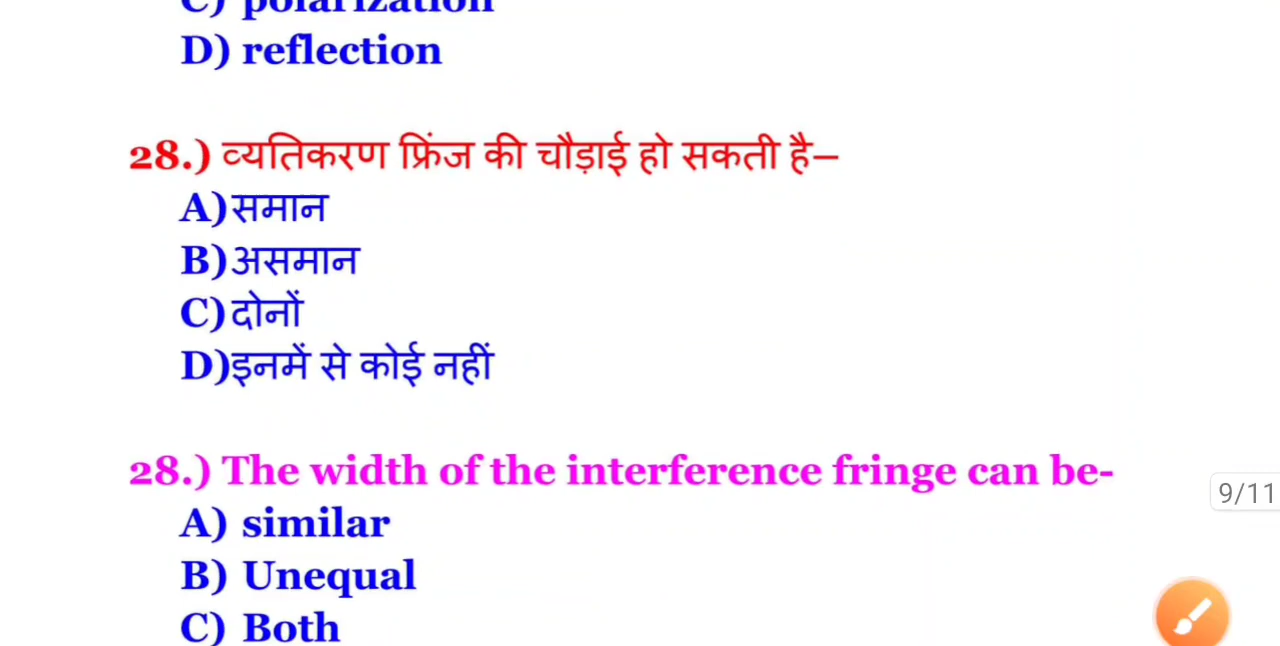 C) polarization
D) reflection
28.) व्यतिकरण फ्रिंज की चौड़ाई हो सकती है–
A)समान
B)असमान
C)दोनों
D)इनमें से कोई नहीं
28.) The width of the interference fringe can be-
9/11
A) similar
B) Unequal
C) Both